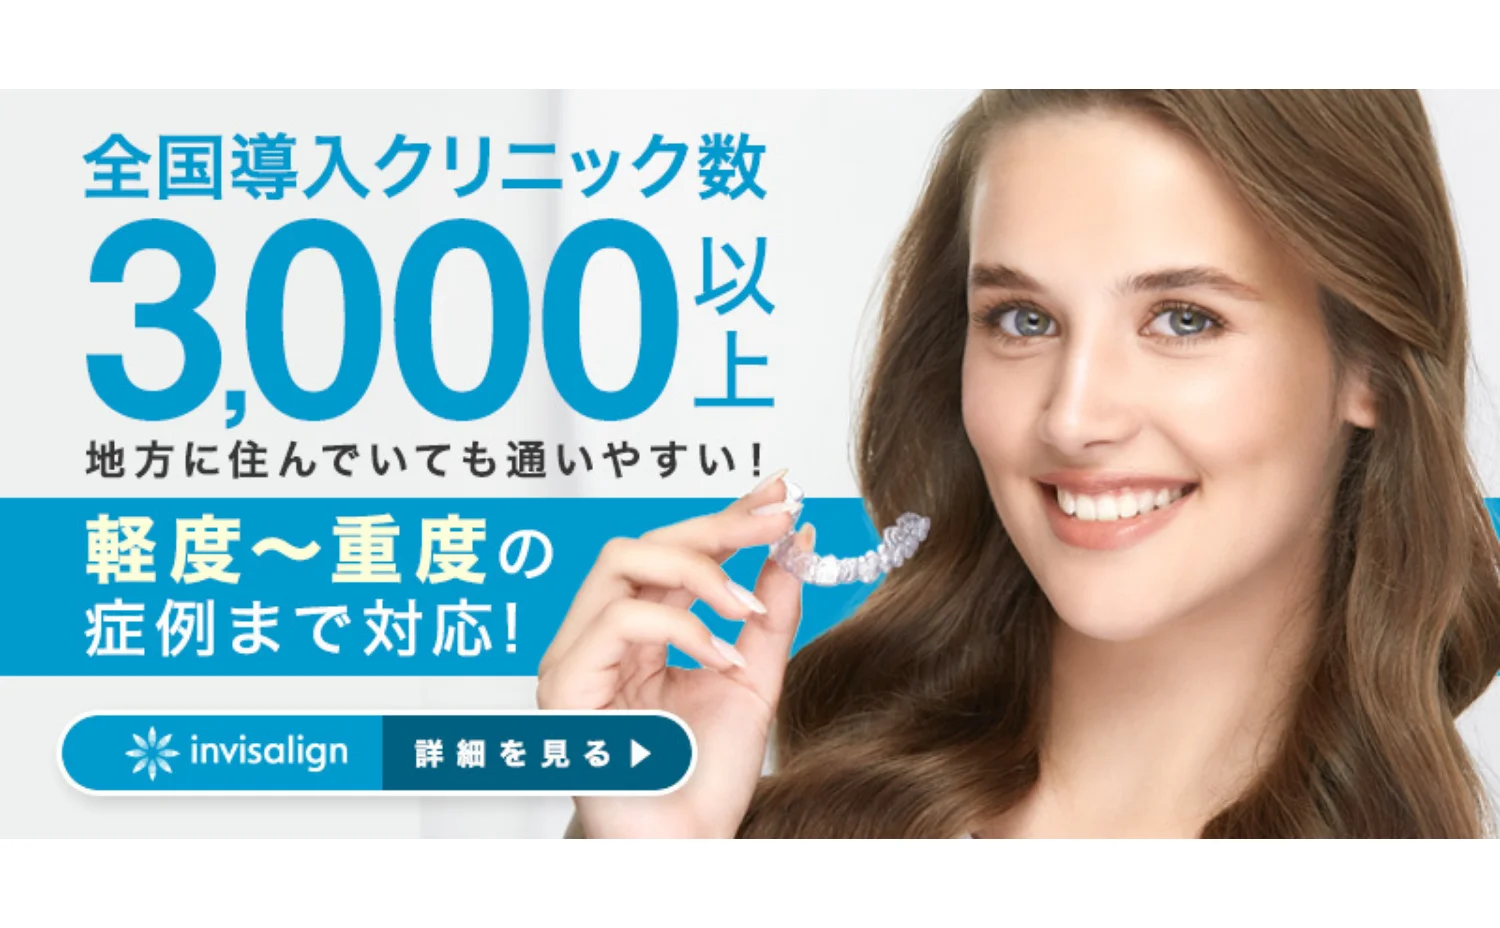 全国導入クリニック数
3,000以上
地方に住んでいても通いやすい!
軽度〜重度の
症例まで対応!
invisalign 詳細を見る▶